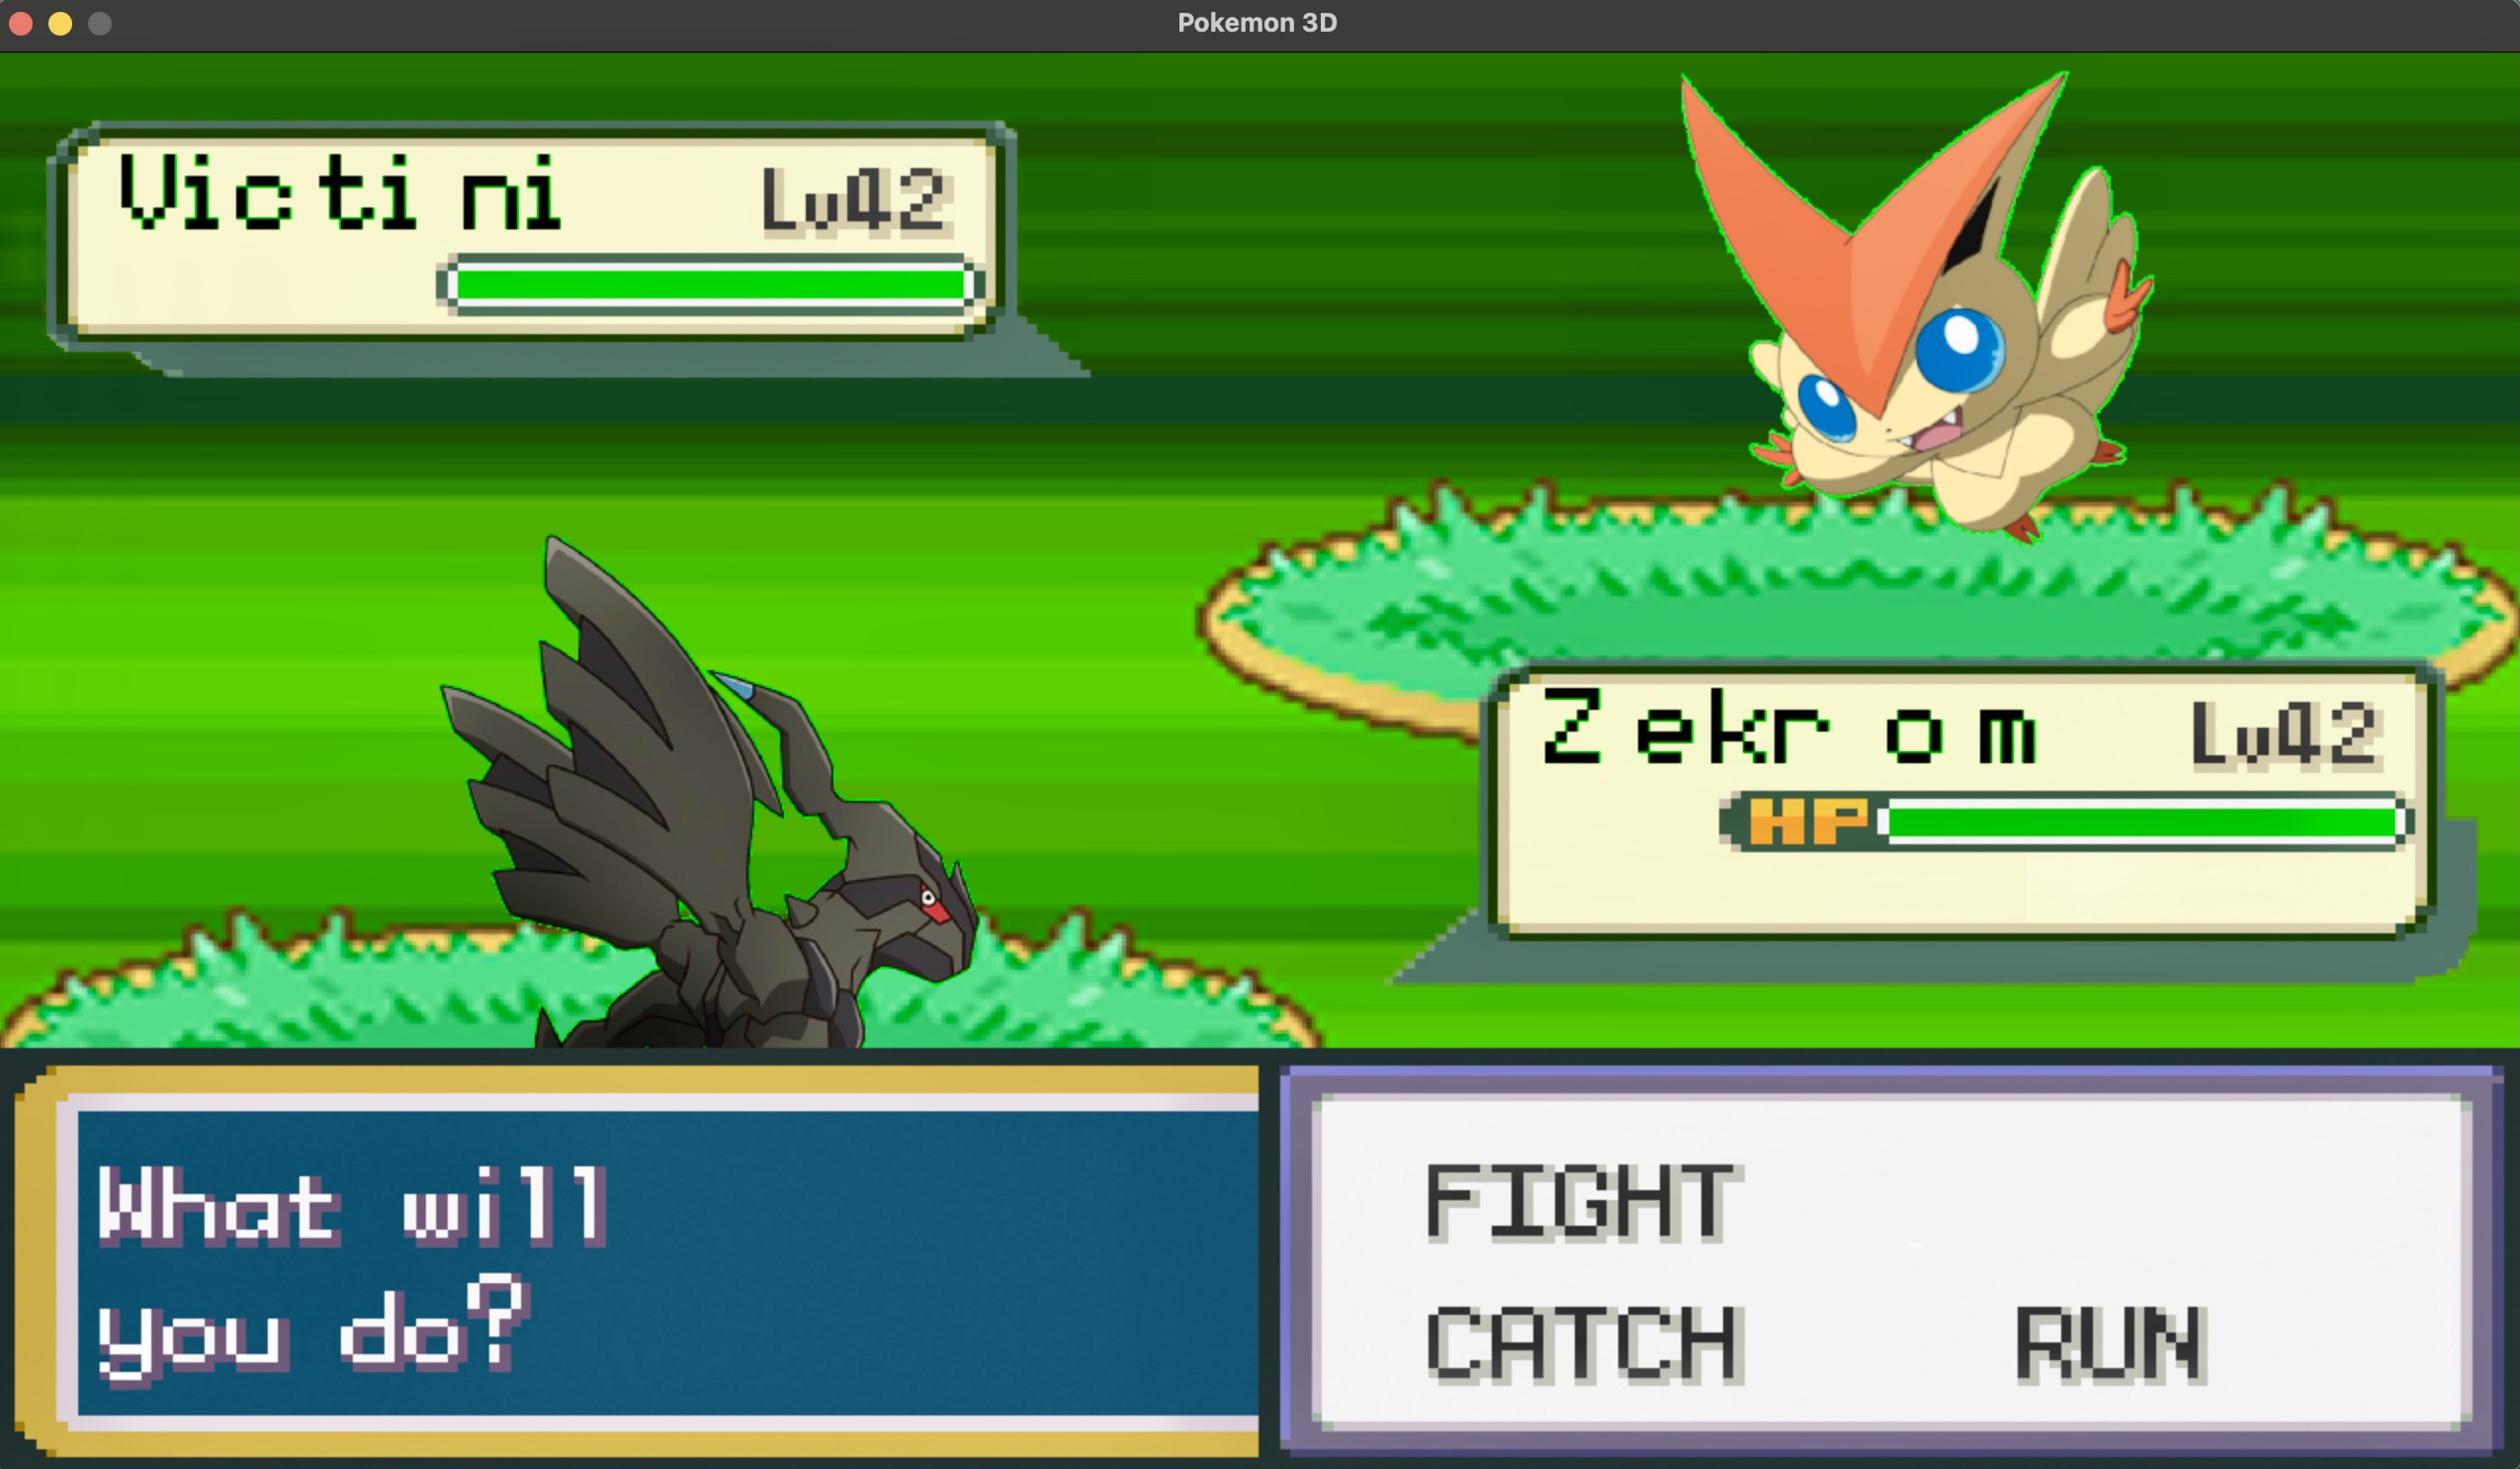 Pokemon 3D
Victini Lv42
Zekrom Lv42
HP
What will
you do?
FIGHT
CATCH RUN